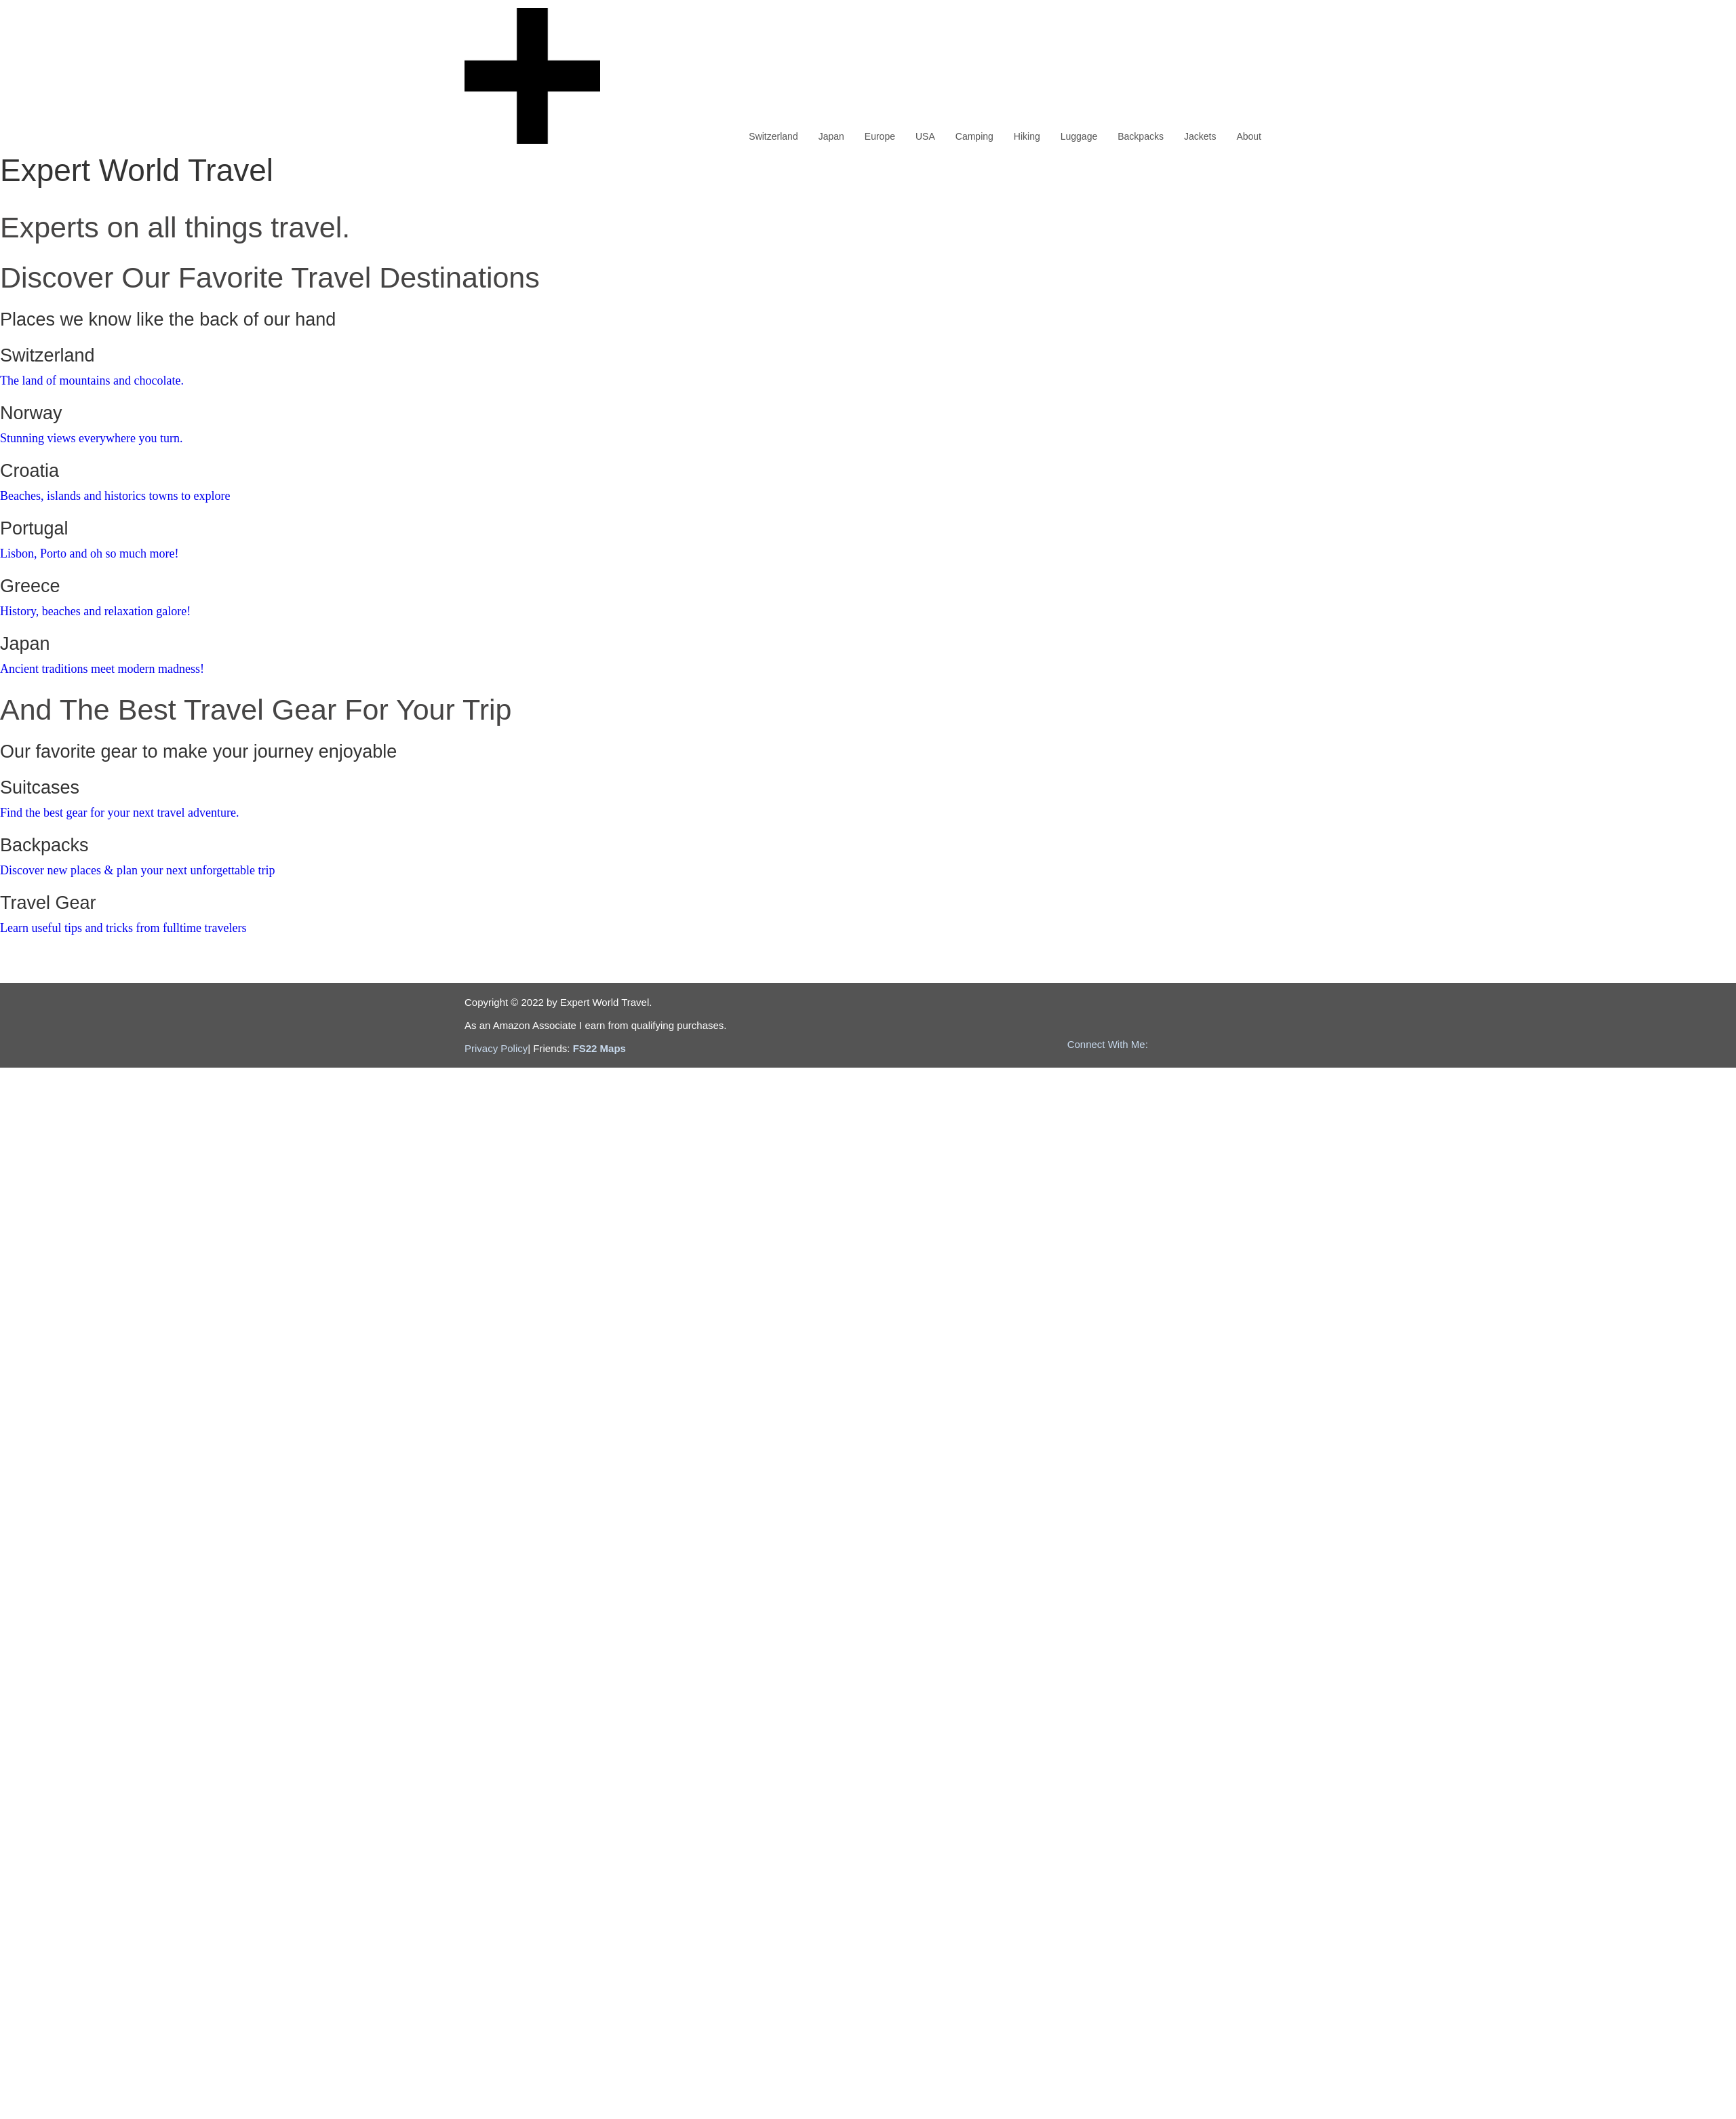 Switzerland Japan Europe USA Camping Hiking Luggage Backpacks Jackets About
Expert World Travel
Experts on all things travel.
Discover Our Favorite Travel Destinations
Places we know like the back of our hand
Switzerland
The land of mountains and chocolate.
Norway
Stunning views everywhere you turn.
Croatia
Beaches, islands and historics towns to explore
Portugal
Lisbon, Porto and oh so much more!
Greece
History, beaches and relaxation galore!
Japan
Ancient traditions meet modern madness!
And The Best Travel Gear For Your Trip
Our favorite gear to make your journey enjoyable
Suitcases
Find the best gear for your next travel adventure.
Backpacks
Discover new places & plan your next unforgettable trip
Travel Gear
Learn useful tips and tricks from fulltime travelers
Copyright © 2022 by Expert World Travel.
As an Amazon Associate I earn from qualifying purchases.
Privacy Policy| Friends: FS22 Maps
Connect With Me: